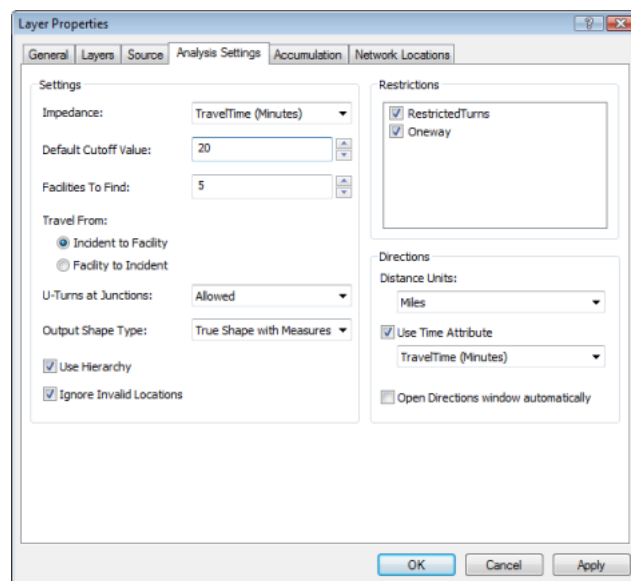 Layer Properties
General Layers Source Analysis Settings Accumulation Network Locations
Settings
Impedance: TravelTime (Minutes)
Default Cutoff Value: 20
Facilities To Find: 5
Travel From:
Incident to Facility
Facility to Incident
U-Turns at Junctions: Allowed
Output Shape Type: True Shape with Measures
Use Hierarchy
Ignore Invalid Locations
Restrictions
RestrictedTurns
Oneway
Directions
Distance Units:
Miles
Use Time Attribute
TravelTime (Minutes)
Open Directions window automatically
OK Cancel Apply